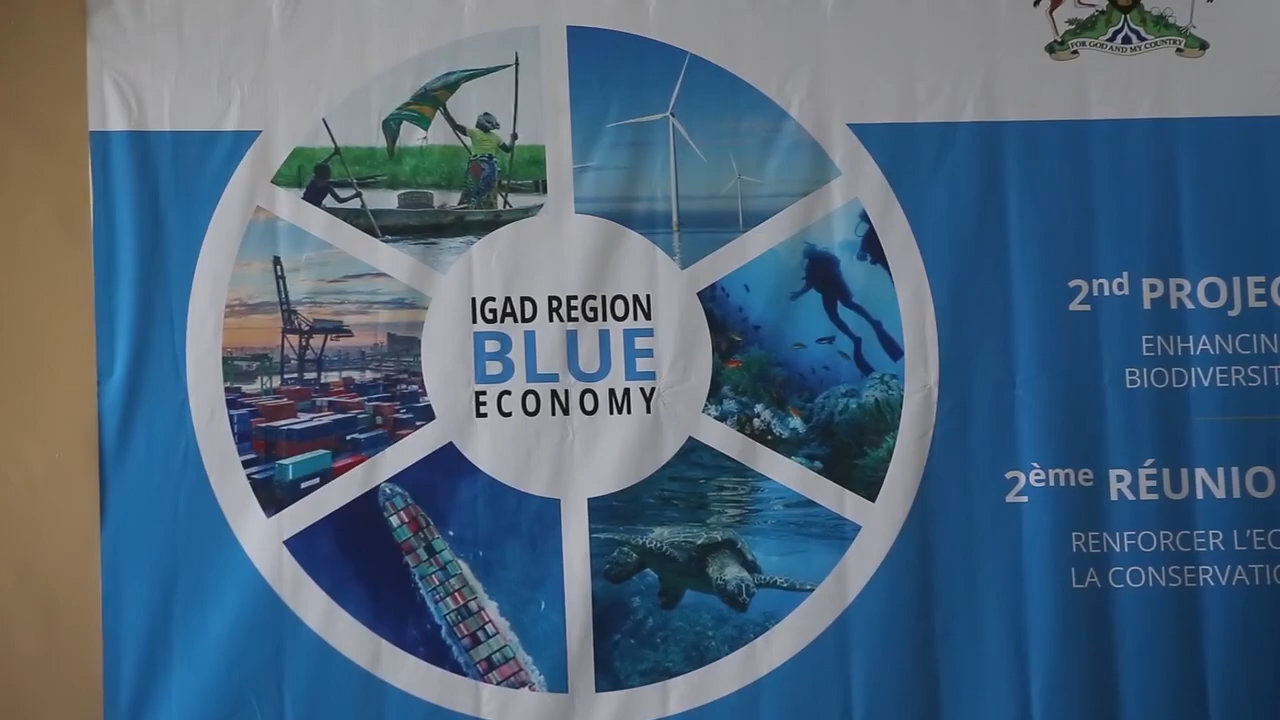 FOR GOD AND MY COUNTRY
IGAD REGION
BLUE
ECONOMY
2nd PROJEC
ENHANCIN
BIODIVERSIT
2ème RÉUNIO
RENFORCER L'EC
LA CONSERVATIO